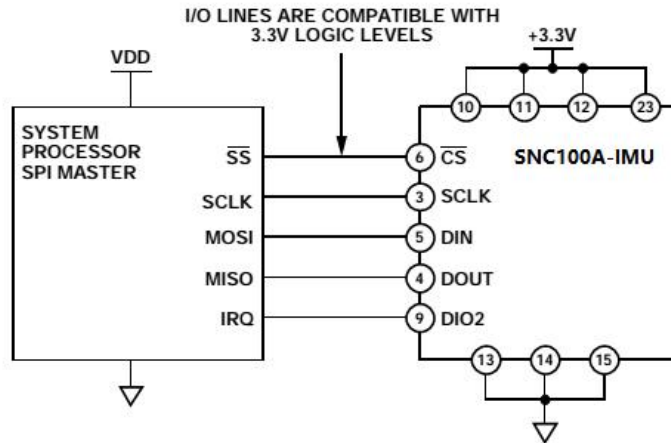 I/O LINES ARE COMPATIBLE WITH
3.3V LOGIC LEVELS
VDD
+3.3V
SYSTEM
PROCESSOR
SPI MASTER
10
11
12
23
SNC100A-IMU
SS
6
CS
SCLK
3
SCLK
MOSI
5
DIN
MISO
4
DOUT
IRQ
9
DIO2
13
14
15